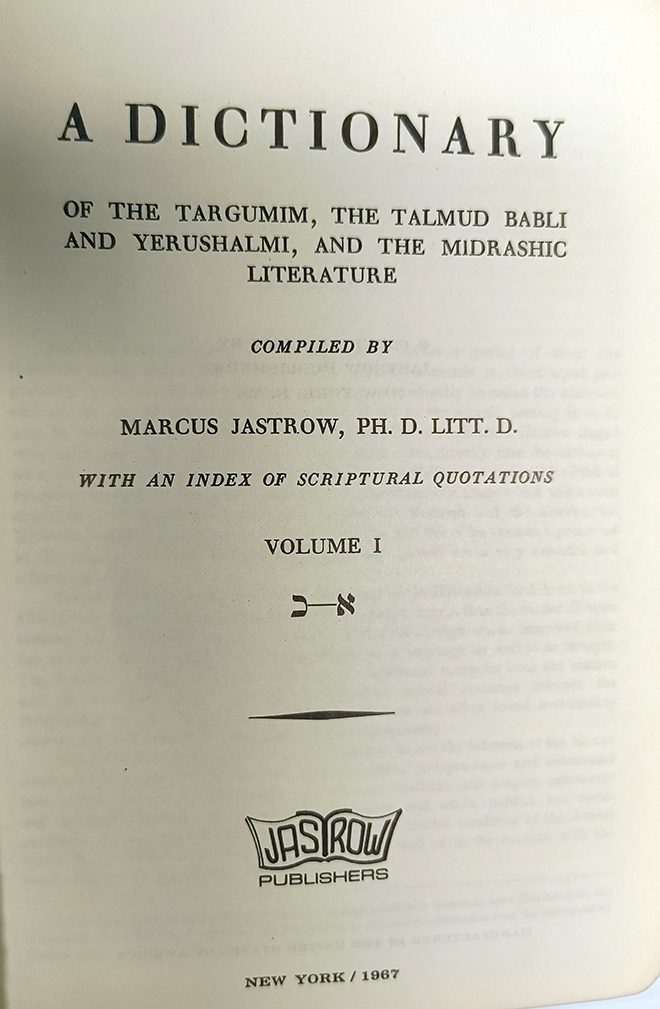 A DICTIONARY
OF THE TARGUMIM, THE TALMUD BABLI
AND YERUSHALMI, AND THE MIDRASHIC
LITERATURE
COMPILED BY
MARCUS JASTROW, PH. D. LITT. D.
WITH AN INDEX OF SCRIPTURAL QUOTATIONS
VOLUME I
א—כ
JASTROW
PUBLISHERS
NEW YORK / 1967